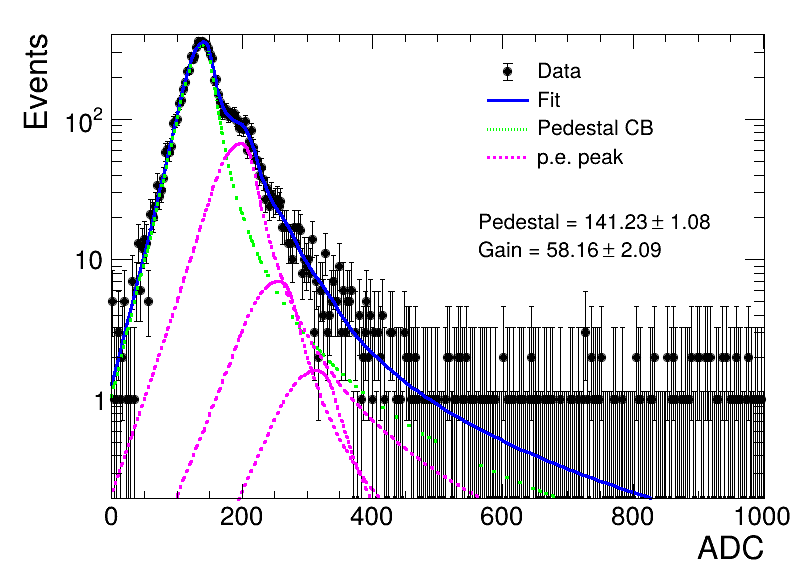 Events
10²
10
1
Data
Fit
Pedestal CB
p.e. peak
Pedestal = 141.23 ± 1.08
Gain = 58.16 ± 2.09
0 200 400 600 800 1000
ADC